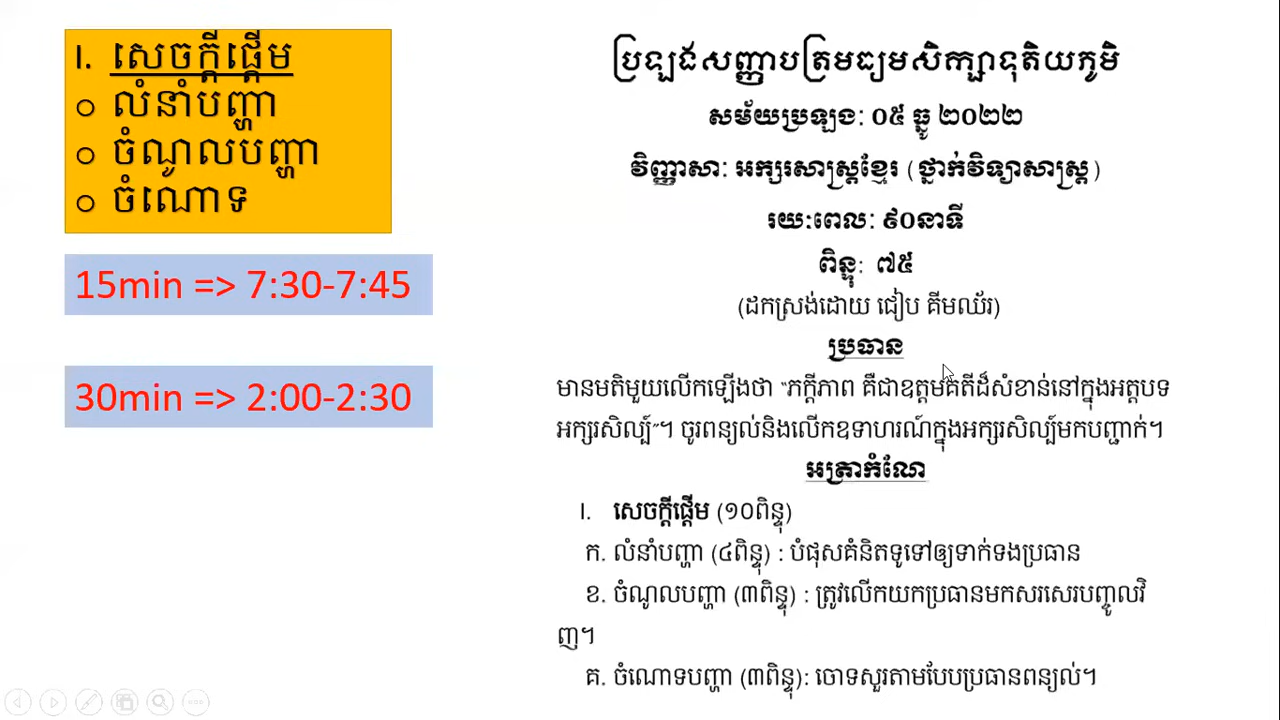 I. សេចក្តីផ្តើម
o លំនាំបញ្ហា
o ចំណូលបញ្ហា
o ចំណោទ
15min => 7:30-7:45
30min => 2:00-2:30
ប្រឡងសញ្ញាបត្រមធ្យមសិក្សាទុតិយភូមិ
សម័យប្រឡង: ០៥ ធ្នូ ២០២២
វិញ្ញាសា: អក្សរសាស្ត្រខ្មែរ (ថ្នាក់វិទ្យាសាស្ត្រ)
រយ:ពេល: ៩០នាទី
ពិន្ទុ: ៧៥
(ដកស្រង់ដោយ ជៀប គីមឈ័រ)
ប្រធាន
មានមតិមួយលើកឡើងថា “ភក្តីភាព គឺជាឧត្តមគតិដ៏សំខាន់នៅក្នុងអត្តបទ
អក្សរសិល្ប៍”។ ចូរពន្យល់និងលើកឧទាហរណ៍ក្នុងអក្សរសិល្ប៍មកបញ្ជាក់។
អត្រាកំណែ
I. សេចក្តីផ្តើម (១០ពិន្ទុ)
ក. លំនាំបញ្ហា (៤ពិន្ទុ) : បំផុសគំនិតទូទៅឲ្យទាក់ទងប្រធាន
ខ. ចំណូលបញ្ហា (៣ពិន្ទុ) : ត្រូវលើកយកប្រធានមកសរសេរបញ្ចូលវិ
ញ។
គ. ចំណោទបញ្ហា (៣ពិន្ទុ): ចោទសួរតាមបែបប្រធានពន្យល់។